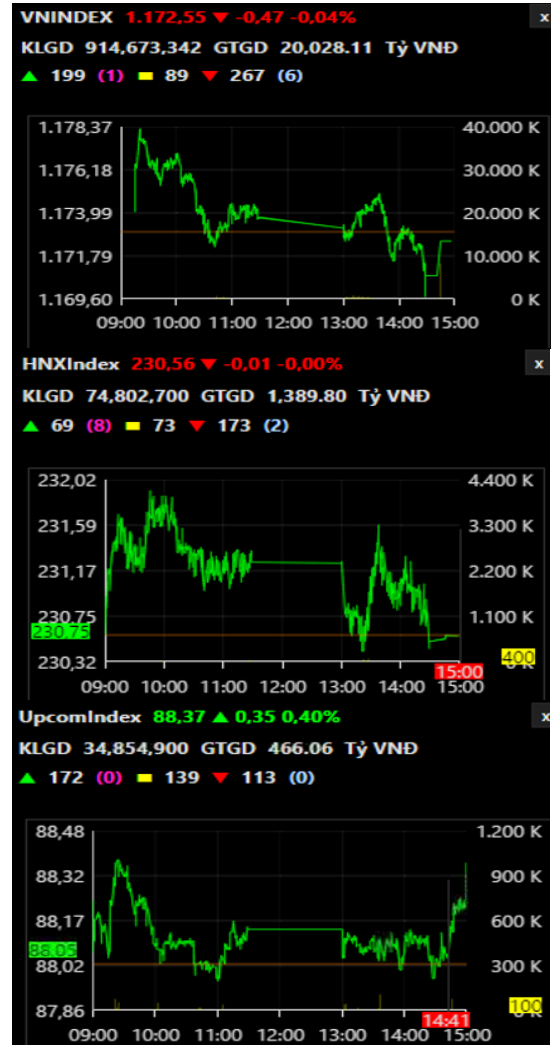 VNINDEX 1.172,55 ▼ -0,47 -0,04% x
KLGD 914,673,342 GTGD 20,028.11 Tỷ VNĐ
▲ 199 (1) 89 ▼ 267 (6)
1.178,37 40.000 K
1.176,18 30.000 K
1.173,99 20.000 K
1.171,79 10.000 K
1.169,60 0 K
09:00 10:00 11:00 12:00 13:00 14:00 15:00
HNXIndex 230,56 ▼ -0,01 -0,00% x
KLGD 74,802,700 GTGD 1,389.80 Tỷ VNĐ
▲ 69 (8) 73 ▼ 173 (2)
232,02 4.400 K
231,59 3.300 K
231,17 2.200 K
230,75 1.100 K
230,75
230,32 400 K
15:00
09:00 10:00 11:00 12:00 13:00 14:00 15:00
UpcomIndex 88,37 ▲ 0,35 0,40% x
KLGD 34,854,900 GTGD 466.06 Tỷ VNĐ
▲ 172 (0) 139 ▼ 113 (0)
88,48 1.200 K
88,32 900 K
88,17 600 K
88.05
88,02 300 K
87,86 100 K
14:41
09:00 10:00 11:00 12:00 13:00 14:00 15:00